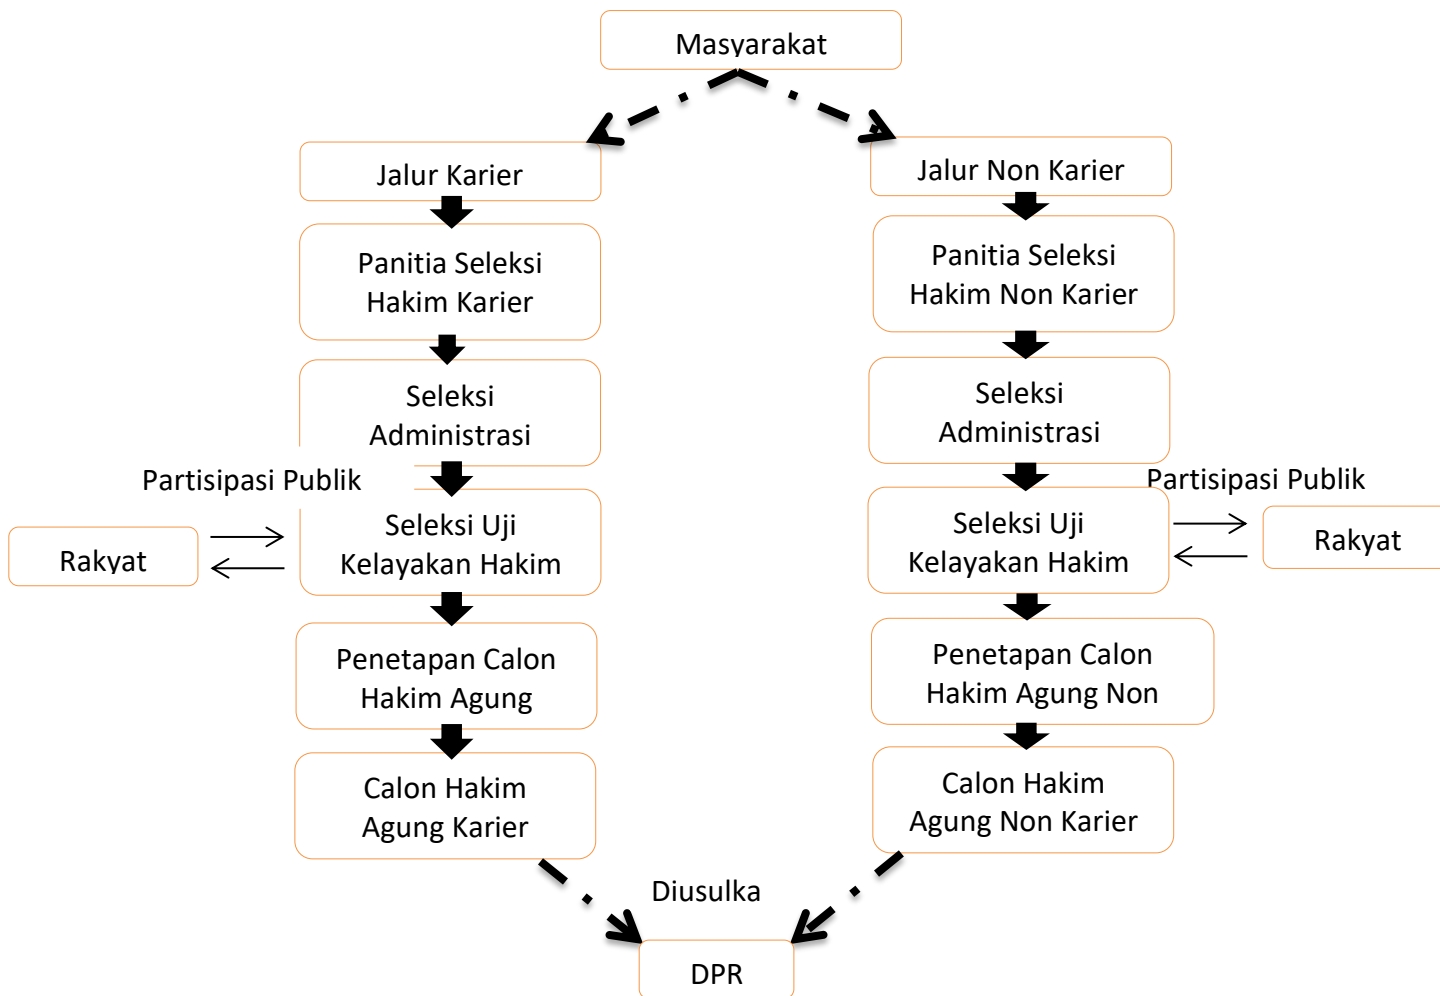 Masyarakat
Jalur Karier
Panitia Seleksi
Hakim Karier
Seleksi
Administrasi
Partisipasi Publik
Rakyat
Seleksi Uji
Kelayakan Hakim
Penetapan Calon
Hakim Agung
Calon Hakim
Agung Karier
Jalur Non Karier
Panitia Seleksi
Hakim Non Karier
Seleksi
Administrasi
Partisipasi Publik
Seleksi Uji
Kelayakan Hakim
Rakyat
Penetapan Calon
Hakim Agung Non
Calon Hakim
Agung Non Karier
Diusulka
DPR